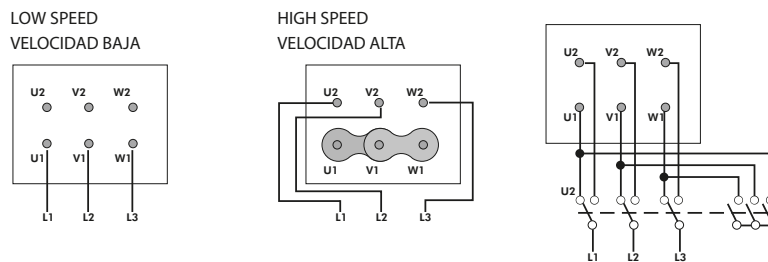 LOW SPEED
VELOCIDAD BAJA
U2 V2 W2
U1 V1 W1
L1 L2 L3
HIGH SPEED
VELOCIDAD ALTA
U2 V2 W2
U1 V1 W1
L1 L2 L3
U2 V2 W2
U1 V1 W1
U2
L1 L2 L3